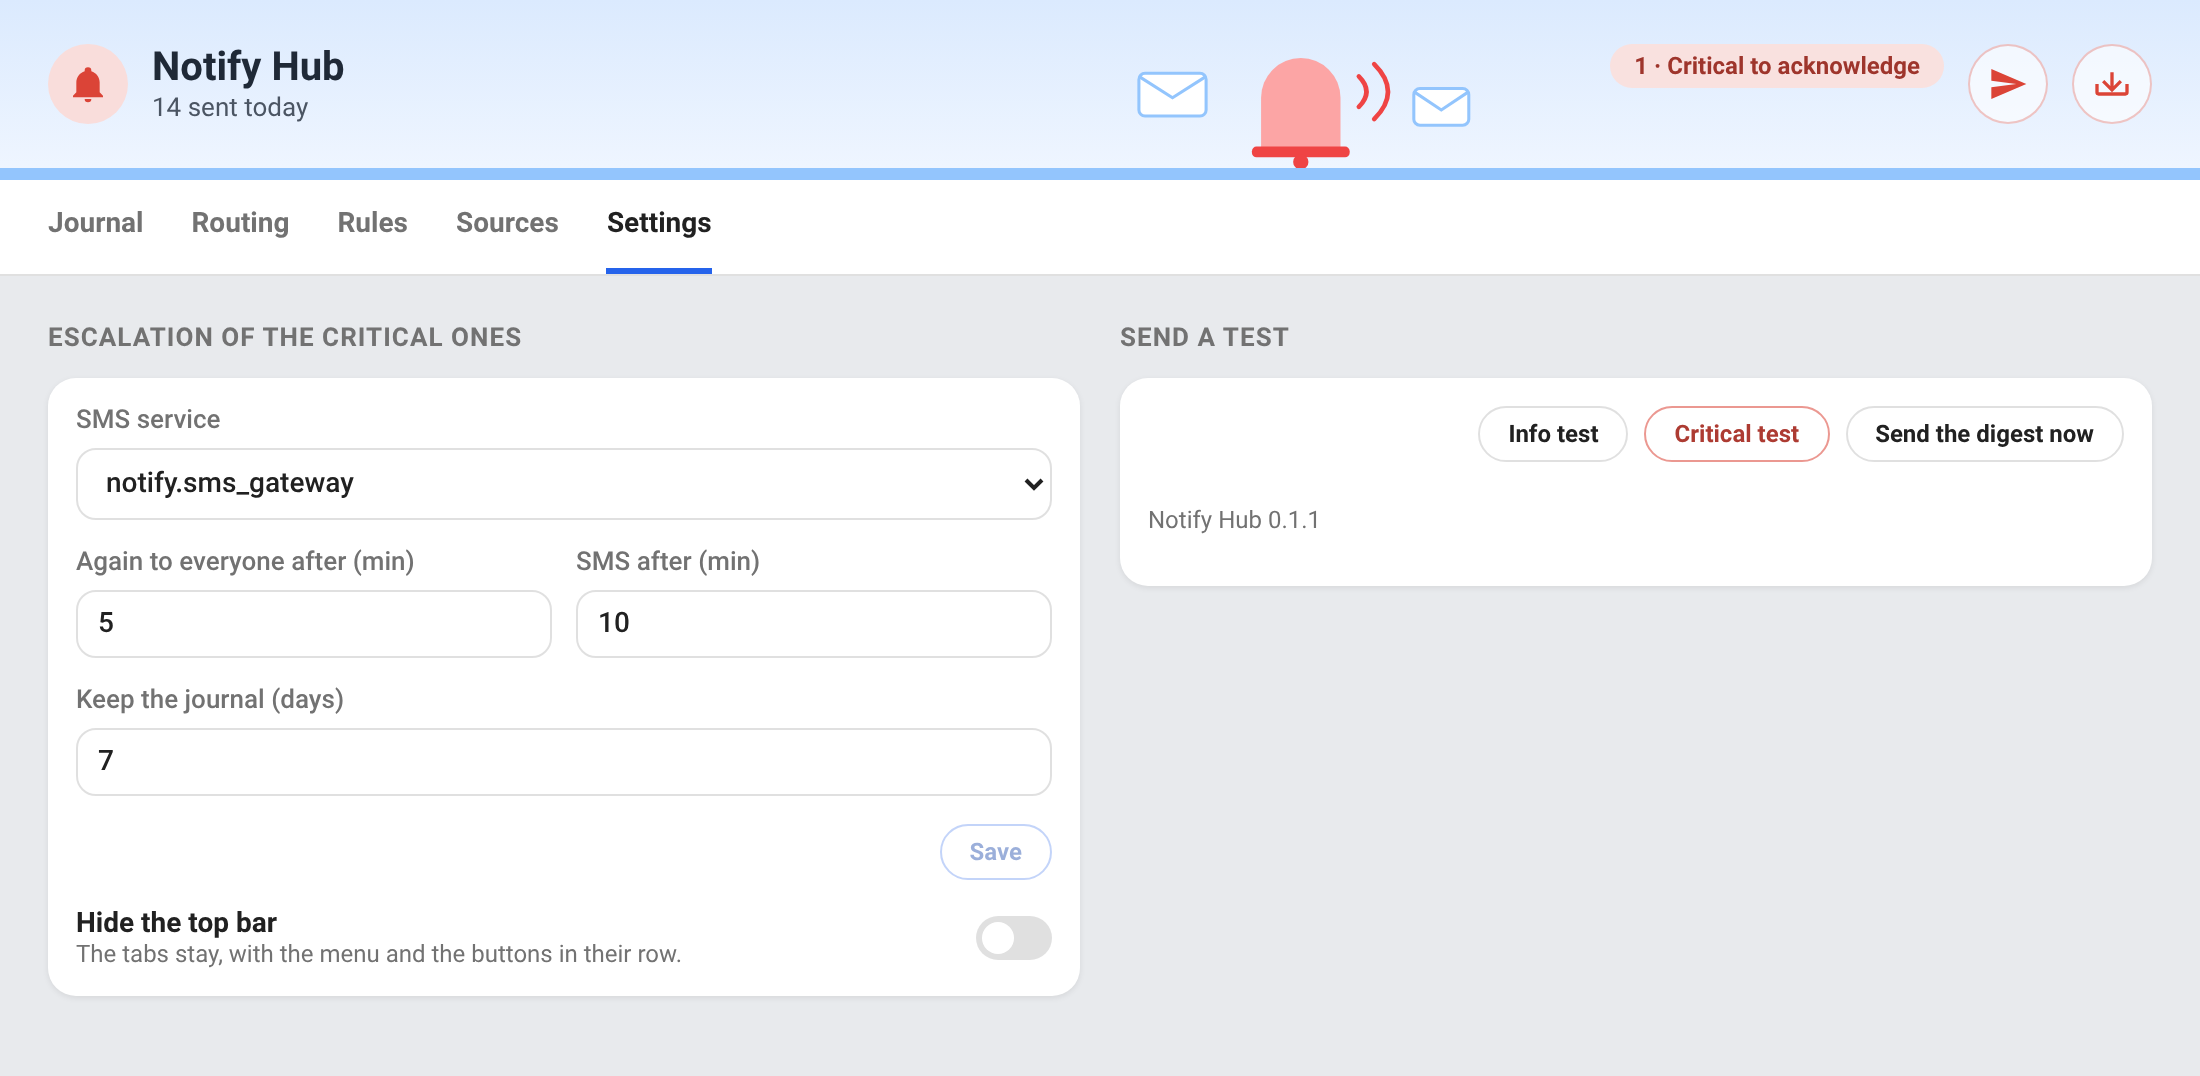 Notify Hub
14 sent today
1 · Critical to acknowledge
Journal
Routing
Rules
Sources
Settings
ESCALATION OF THE CRITICAL ONES
SMS service
notify.sms_gateway
Again to everyone after (min)
SMS after (min)
5
10
Keep the journal (days)
7
Save
Hide the top bar
The tabs stay, with the menu and the buttons in their row.
SEND A TEST
Info test
Critical test
Send the digest now
Notify Hub 0.1.1